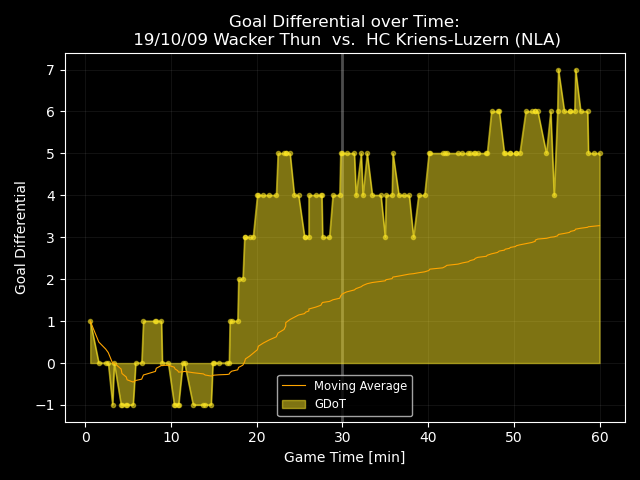 Goal Differential over Time:
19/10/09 Wacker Thun  vs.  HC Kriens-Luzern (NLA)
Goal Differential
7
6
5
4
3
2
1
0
−1
Moving Average
GDoT
0 10 20 30 40 50 60
Game Time [min]